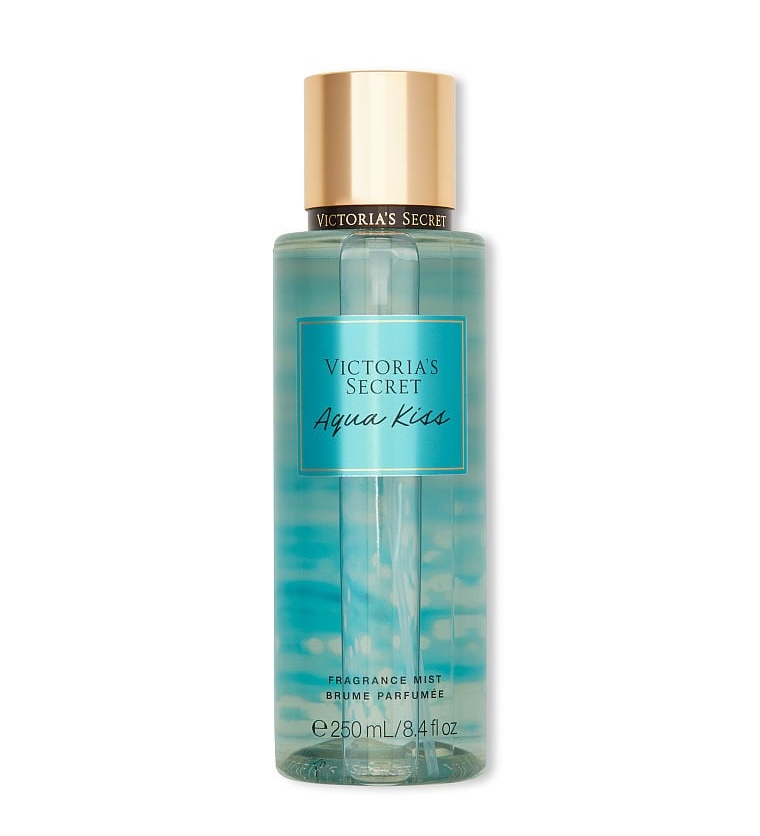 VICTORIA'S SECRET
VICTORIA'S
SECRET
Aqua Kiss
FRAGRANCE MIST
BRUME PARFUMÉE
℮250 mL/8.4 fl oz